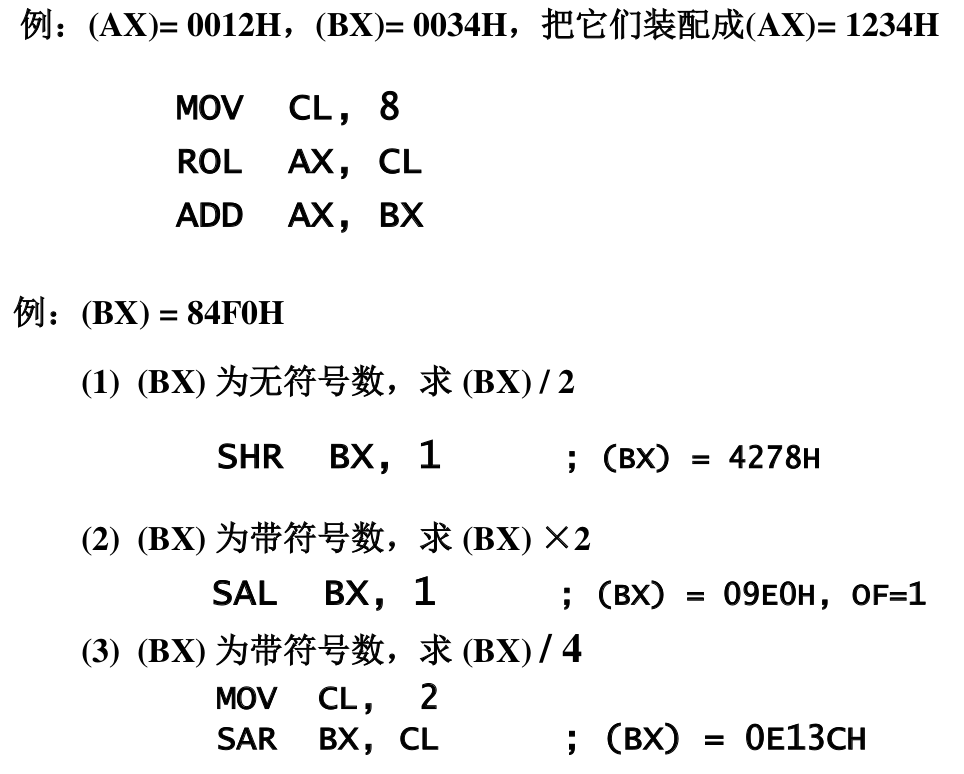 例：(AX)= 0012H，(BX)= 0034H，把它们装配成(AX)= 1234H
MOV CL, 8
ROL AX, CL
ADD AX, BX
例：(BX) = 84F0H
(1) (BX) 为无符号数，求 (BX) / 2
SHR BX, 1 ; (BX) = 4278H
(2) (BX) 为带符号数，求 (BX) ×2
SAL BX, 1 ; (BX) = 09E0H, OF=1
(3) (BX) 为带符号数，求 (BX) / 4
MOV CL, 2
SAR BX, CL ; (BX) = 0E13CH